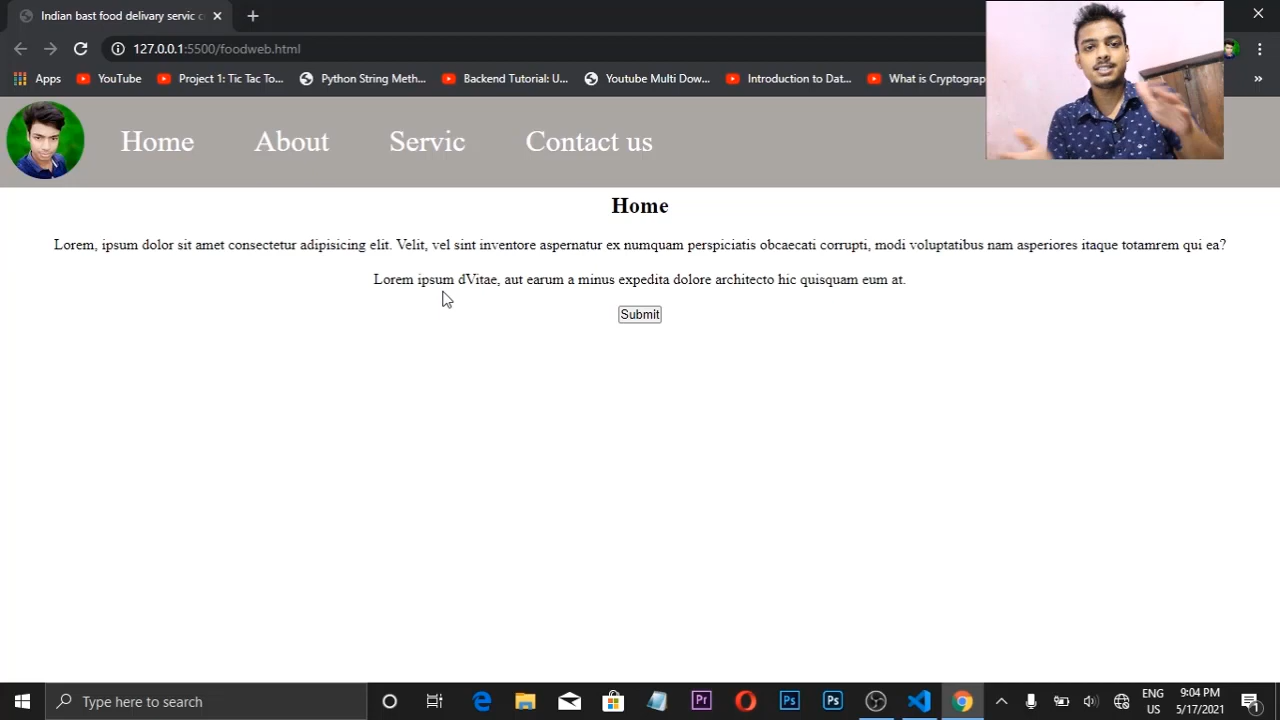 Indian bast food delivary servic c
127.0.0.1:5500/foodweb.html
Apps YouTube Project 1: Tic Tac To... Python String Meth... Backend Tutorial: U... Youtube Multi Dow... Introduction to Dat... What is Cryptograp
Home About Servic Contact us
Home
Lorem, ipsum dolor sit amet consectetur adipisicing elit. Velit, vel sint inventore aspernatur ex numquam perspiciatis obcaecati corrupti, modi voluptatibus nam asperiores itaque totamrem qui ea?
Lorem ipsum dVitae, aut earum a minus expedita dolore architecto hic quisquam eum at.
Submit
Type here to search
Pr
Ps
Ps
ENG
US
9:04 PM
5/17/2021
1